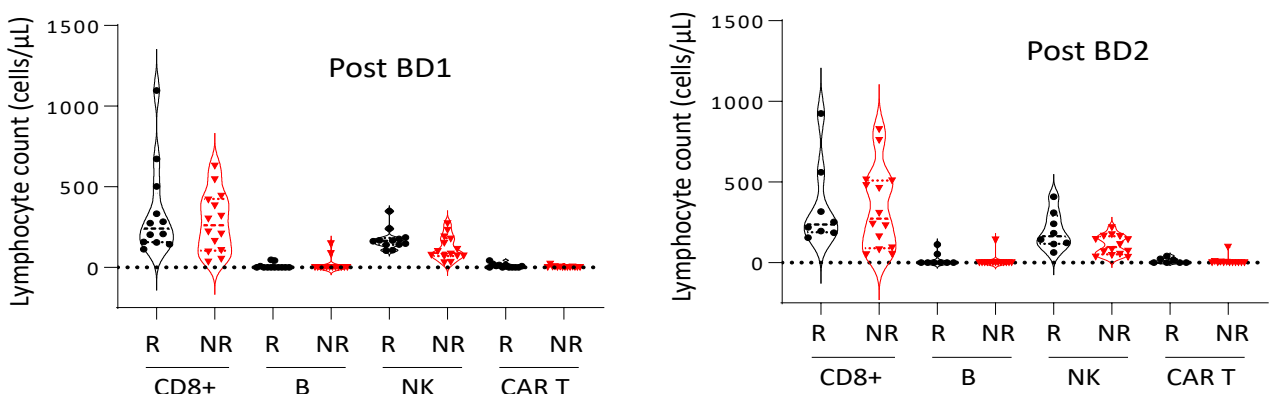 Lymphocyte count (cells/µL)
1500
1000
500
0
Post BD1
R NR R NR R NR R NR
CD8+ B NK CAR T
Lymphocyte count (cells/µL)
1500
1000
500
0
Post BD2
R NR R NR R NR R NR
CD8+ B NK CAR T